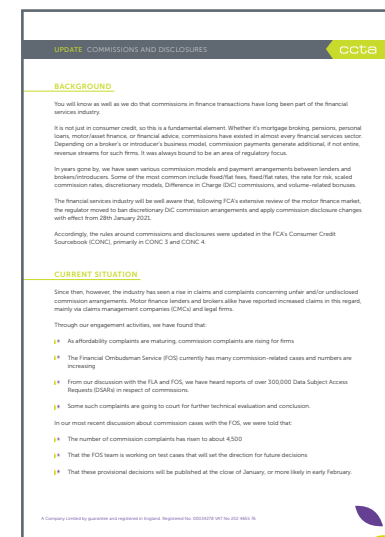 UPDATE COMMISSIONS AND DISCLOSURES
ccta
BACKGROUND
You will know as well as we do that commissions in finance transactions have long been part of the financial
services industry.
It is not just in consumer credit, so this is a fundamental element. Whether it's mortgage broking, pensions, personal
loans, motor/asset finance, or financial advice, commissions have existed in almost every financial services sector.
Depending on a broker's or introducer's business model, commission payments generate additional, if not entire,
revenue streams for such firms. It was always bound to be an area of regulatory focus.
In years gone by, we have seen various commission models and payment arrangements between lenders and
brokers/introducers. Some of the most common include fixed/flat fees, fixed/flat rates, the rate for risk, scaled
commission rates, discretionary models, Difference in Charge (DiC) commissions, and volume-related bonuses.
The financial services industry will be well aware that, following FCA's extensive review of the motor finance market,
the regulator moved to ban discretionary DiC commission arrangements and apply commission disclosure changes
with effect from 28th January 2021.
Accordingly, the rules around commissions and disclosures were updated in the FCA's Consumer Credit
Sourcebook (CONC), primarily in CONC 3 and CONC 4.
CURRENT SITUATION
Since then, however, the industry has seen a rise in claims and complaints concerning unfair and/or undisclosed
commission arrangements. Motor finance lenders and brokers alike have reported increased claims in this regard,
mainly via claims management companies (CMCs) and legal firms.
Through our engagement activities, we have found that:
As affordability complaints are maturing, commission complaints are rising for firms
The Financial Ombudsman Service (FOS) currently has many commission-related cases and numbers are
increasing
From our discussion with the FLA and FOS, we have heard reports of over 300,000 Data Subject Access
Requests (DSARs) in respect of commissions.
Some such complaints are going to court for further technical evaluation and conclusion.
In our most recent discussion about commission cases with the FOS, we were told that:
The number of commission complaints has risen to about 4,500
That the FOS team is working on test cases that will set the direction for future decisions
That these provisional decisions will be published at the close of January, or more likely in early February.
A Company Limited by guarantee and registered in England. Registered No.